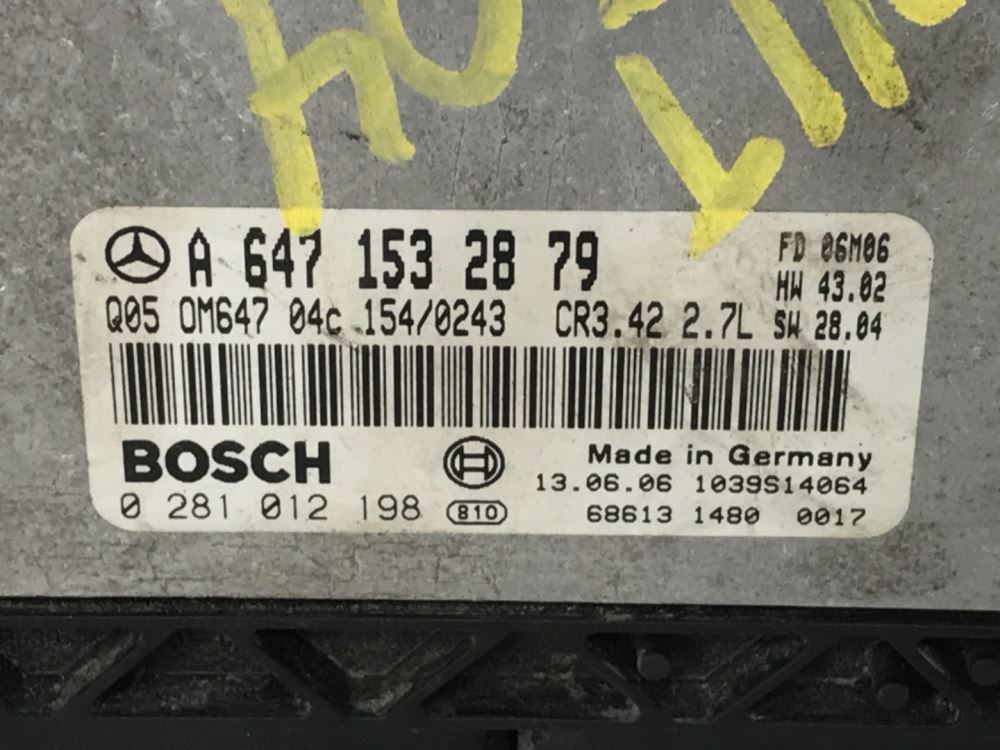 A 647 153 28 79
FD 06M06
HW 43.02
Q05 OM647 04c 154/0243 CR3.42 2.7L SW 28.04
BOSCH
Made in Germany
13.06.06 1039S14064
0 281 012 198 810
68613 1480 0017